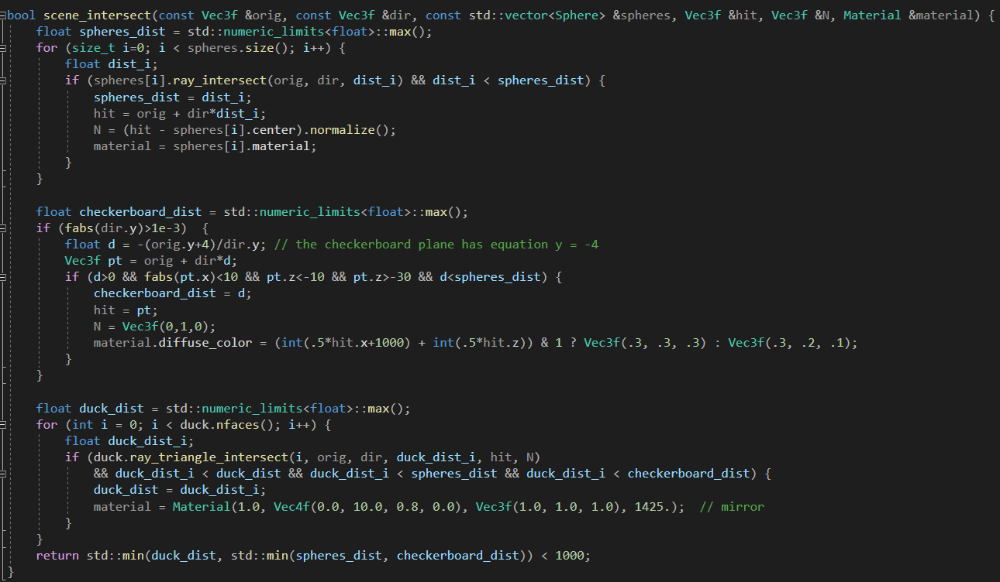 bool scene_intersect(const Vec3f &orig, const Vec3f &dir, const std::vector<Sphere> &spheres, Vec3f &hit, Vec3f &N, Material &material) {
    float spheres_dist = std::numeric_limits<float>::max();
    for (size_t i=0; i < spheres.size(); i++) {
        float dist_i;
        if (spheres[i].ray_intersect(orig, dir, dist_i) && dist_i < spheres_dist) {
            spheres_dist = dist_i;
            hit = orig + dir*dist_i;
            N = (hit - spheres[i].center).normalize();
            material = spheres[i].material;
        }
    }

    float checkerboard_dist = std::numeric_limits<float>::max();
    if (fabs(dir.y)>1e-3)  {
        float d = -(orig.y+4)/dir.y; // the checkerboard plane has equation y = -4
        Vec3f pt = orig + dir*d;
        if (d>0 && fabs(pt.x)<10 && pt.z<-10 && pt.z>-30 && d<spheres_dist) {
            checkerboard_dist = d;
            hit = pt;
            N = Vec3f(0,1,0);
            material.diffuse_color = (int(.5*hit.x+1000) + int(.5*hit.z)) & 1 ? Vec3f(.3, .3, .3) : Vec3f(.3, .2, .1);
        }
    }

    float duck_dist = std::numeric_limits<float>::max();
    for (int i = 0; i < duck.nfaces(); i++) {
        float duck_dist_i;
        if (duck.ray_triangle_intersect(i, orig, dir, duck_dist_i, hit, N)
            && duck_dist_i < duck_dist && duck_dist_i < spheres_dist && duck_dist_i < checkerboard_dist) {
            duck_dist = duck_dist_i;
            material = Material(1.0, Vec4f(0.0, 10.0, 0.8, 0.0), Vec3f(1.0, 1.0, 1.0), 1425.);  // mirror
        }
    }
    return std::min(duck_dist, std::min(spheres_dist, checkerboard_dist)) < 1000;
}